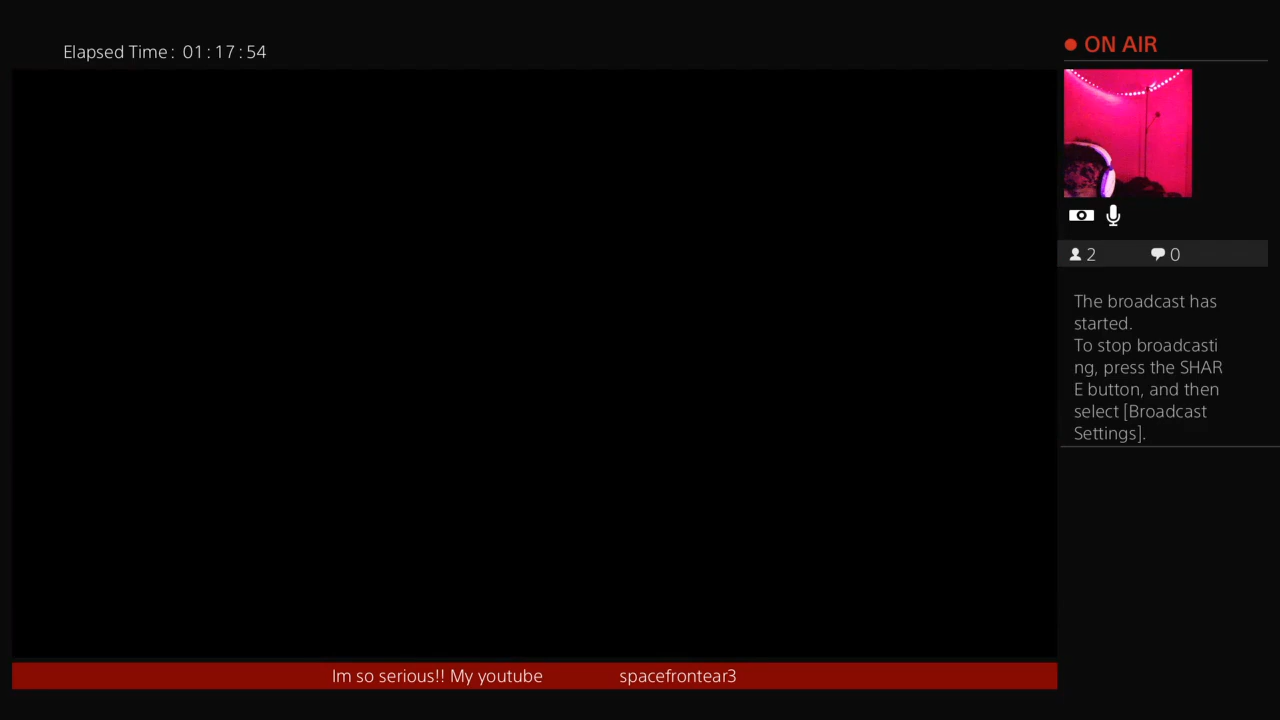 Elapsed Time: 01:17:54
ON AIR
2 0
The broadcast has
started.
To stop broadcasti
ng, press the SHAR
E button, and then
select [Broadcast
Settings].
Im so serious!! My youtube spacefrontear3